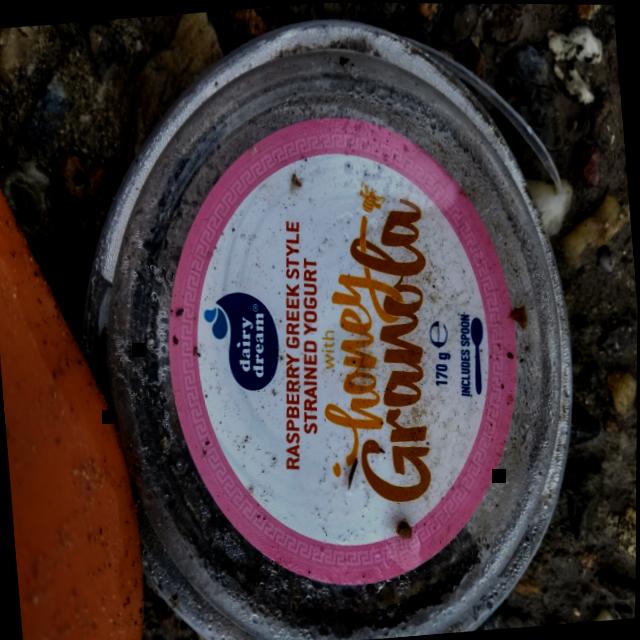 dairy
dream®
RASPBERRY GREEK STYLE
STRAINED YOGURT
with
honey
Granola
170 g ℮
INCLUDES SPOON